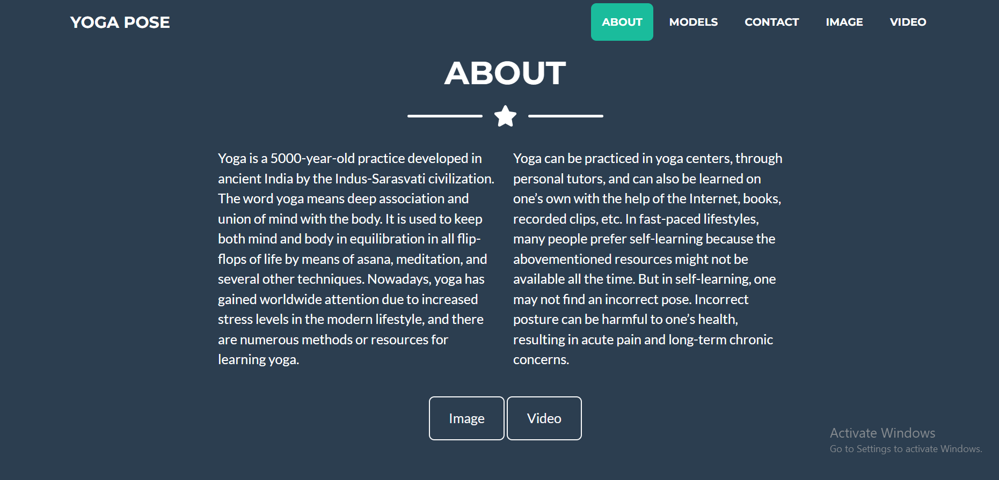 YOGA POSE
ABOUT MODELS CONTACT IMAGE VIDEO
ABOUT
Yoga is a 5000-year-old practice developed in
ancient India by the Indus-Sarasvati civilization.
The word yoga means deep association and
union of mind with the body. It is used to keep
both mind and body in equilibration in all flip-
flops of life by means of asana, meditation, and
several other techniques. Nowadays, yoga has
gained worldwide attention due to increased
stress levels in the modern lifestyle, and there
are numerous methods or resources for
learning yoga.
Yoga can be practiced in yoga centers, through
personal tutors, and can also be learned on
one’s own with the help of the Internet, books,
recorded clips, etc. In fast-paced lifestyles,
many people prefer self-learning because the
abovementioned resources might not be
available all the time. But in self-learning, one
may not find an incorrect pose. Incorrect
posture can be harmful to one’s health,
resulting in acute pain and long-term chronic
concerns.
Image Video
Activate Windows
Go to Settings to activate Windows.